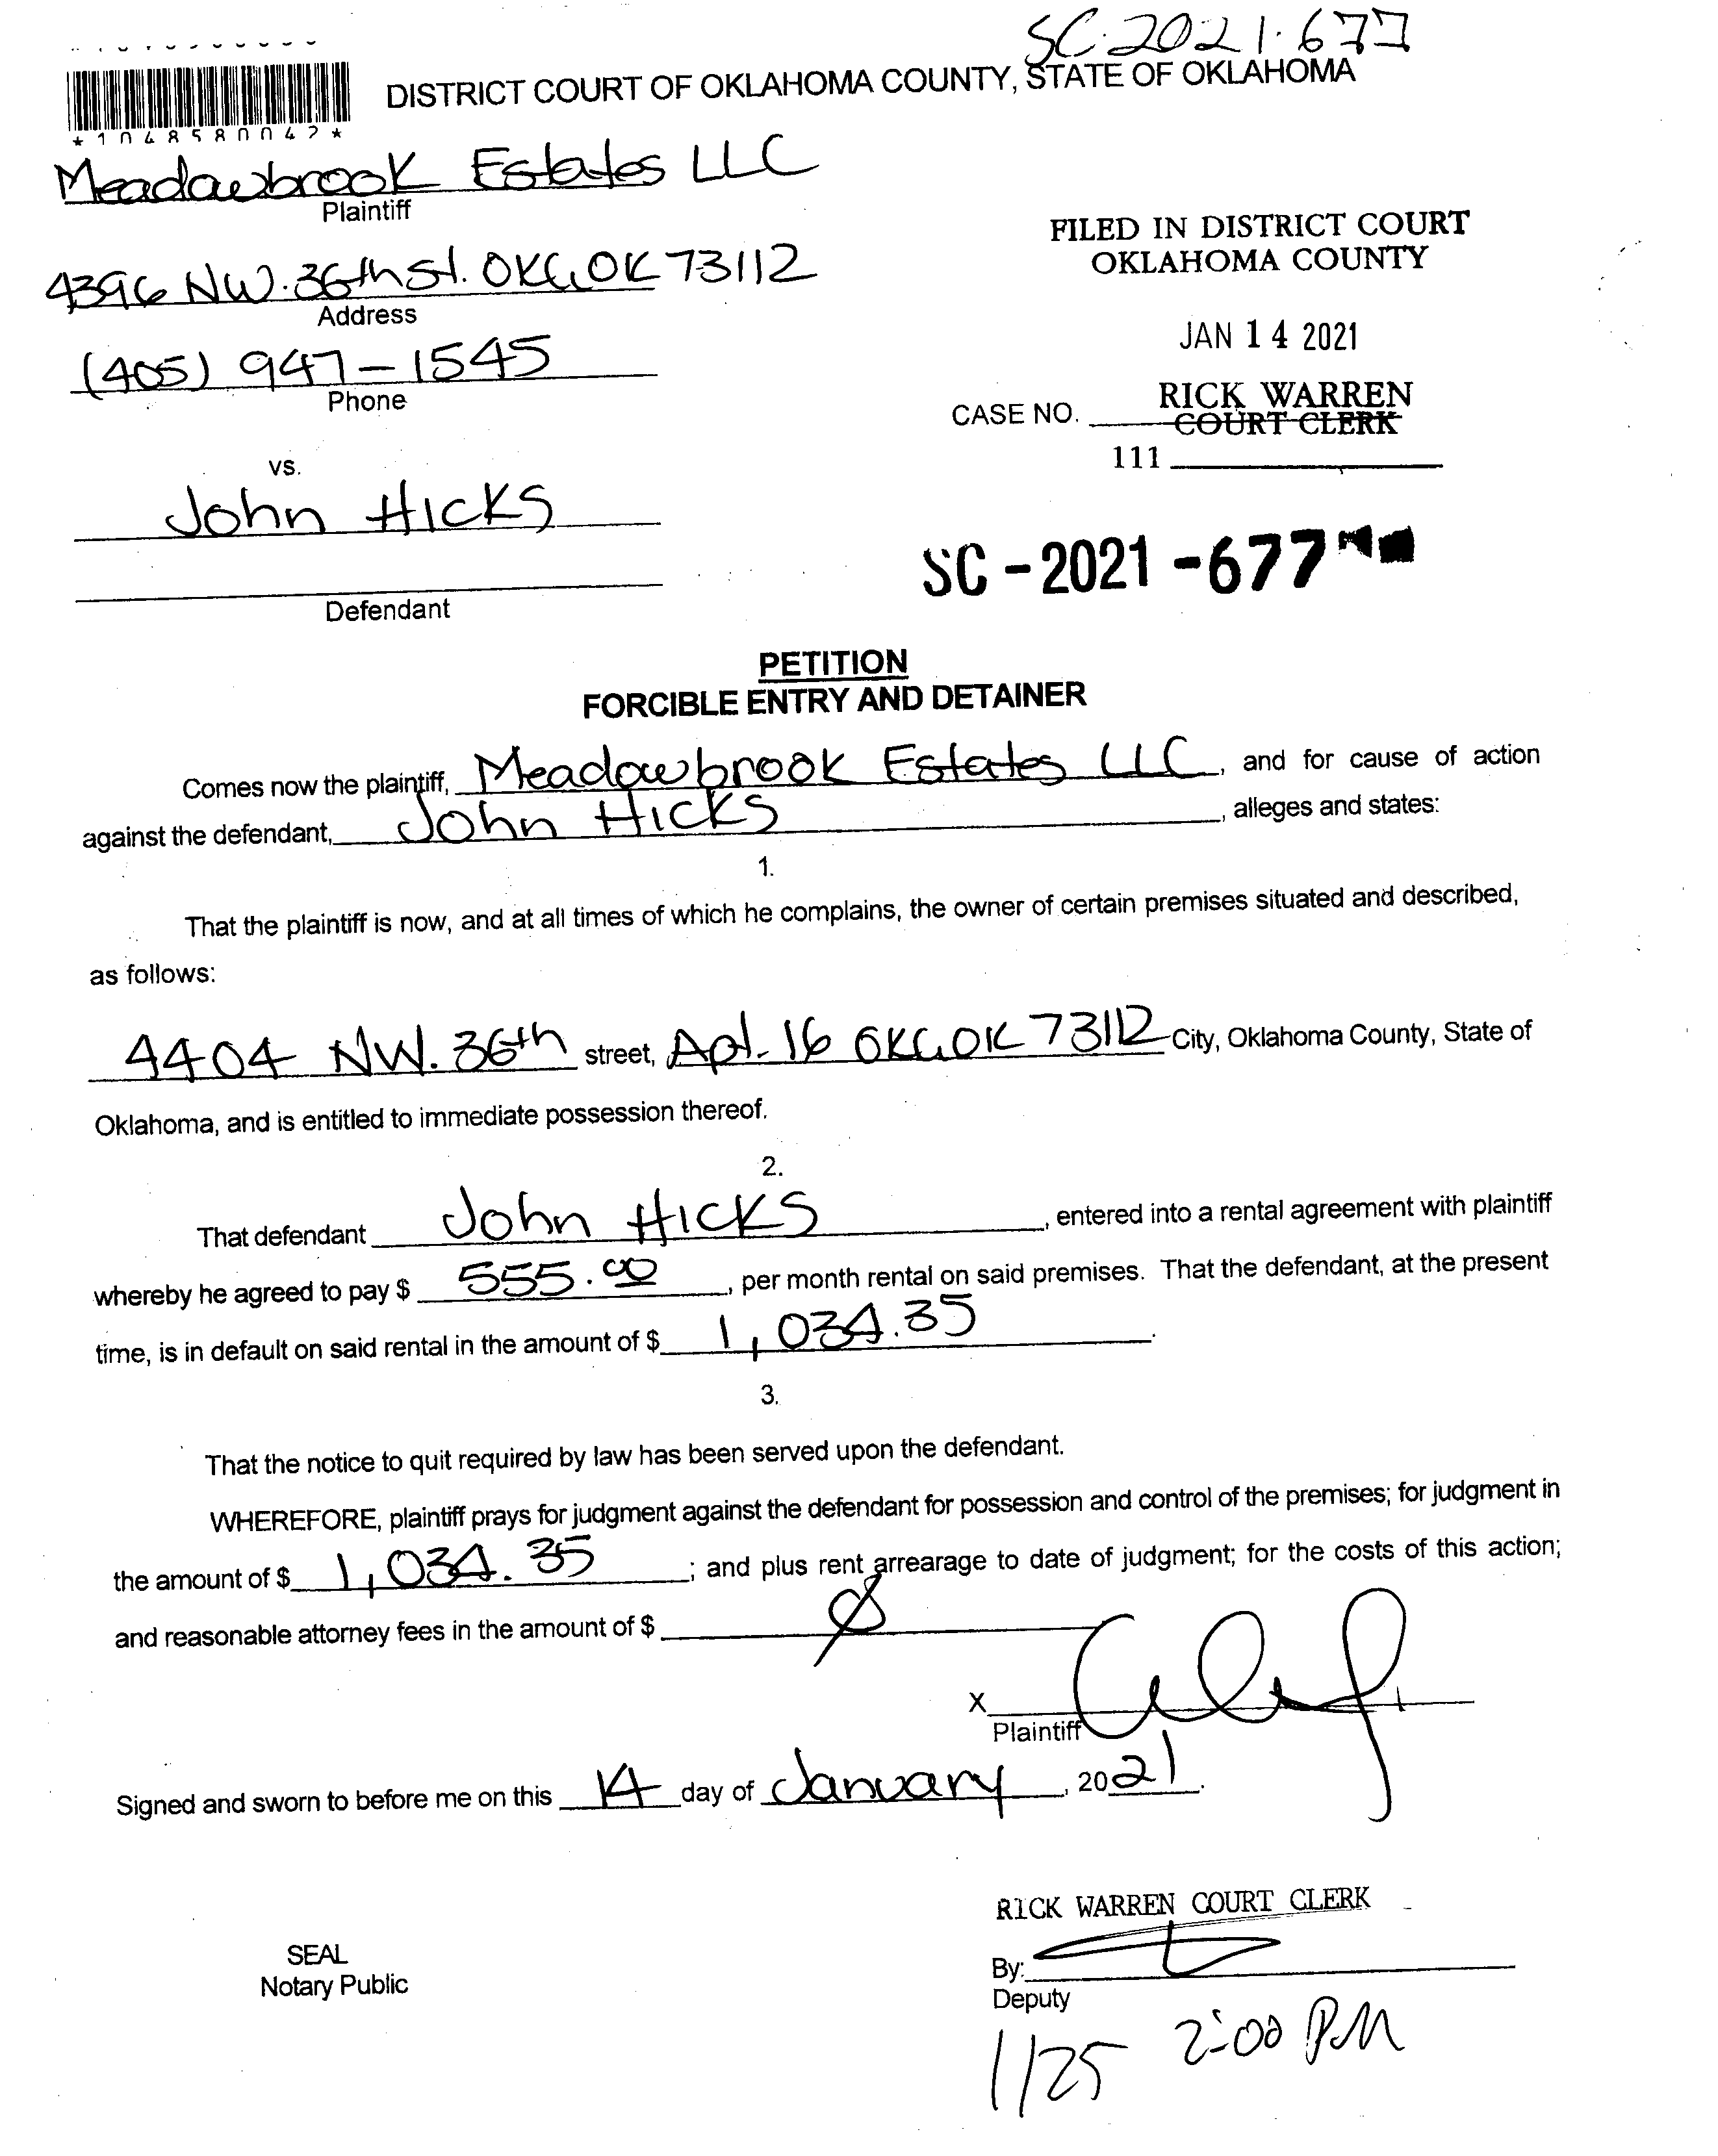 SC-2021-677
DISTRICT COURT OF OKLAHOMA COUNTY, STATE OF OKLAHOMA
*1048580042*
Meadowbrook Estates LLC
Plaintiff
4396 NW. 36th St. OKC, OK 73112
Address
(405) 947-1545
Phone
FILED IN DISTRICT COURT
OKLAHOMA COUNTY
JAN 14 2021
RICK WARREN
CASE NO. COURT CLERK
111
vs.
John Hicks
Defendant
SC-2021-677
PETITION
FORCIBLE ENTRY AND DETAINER
Comes now the plaintiff, Meadowbrook Estates LLC, and for cause of action
against the defendant, John Hicks, alleges and states:
1.
That the plaintiff is now, and at all times of which he complains, the owner of certain premises situated and described,
as follows:
4404 NW. 36th street, Apt. 16 OKC, OK 73112 City, Oklahoma County, State of
Oklahoma, and is entitled to immediate possession thereof.
2.
That defendant John Hicks, entered into a rental agreement with plaintiff
whereby he agreed to pay $ 555.00, per month rental on said premises. That the defendant, at the present
time, is in default on said rental in the amount of $ 1,034.35.
3.
That the notice to quit required by law has been served upon the defendant.
WHEREFORE, plaintiff prays for judgment against the defendant for possession and control of the premises; for judgment in
the amount of $ 1,034.35; and plus rent arrearage to date of judgment; for the costs of this action;
and reasonable attorney fees in the amount of $ Ø
X
Plaintiff
Signed and sworn to before me on this 14 day of January, 2021.
RICK WARREN COURT CLERK
SEAL
Notary Public
By:
Deputy
1/25 2:00 PM